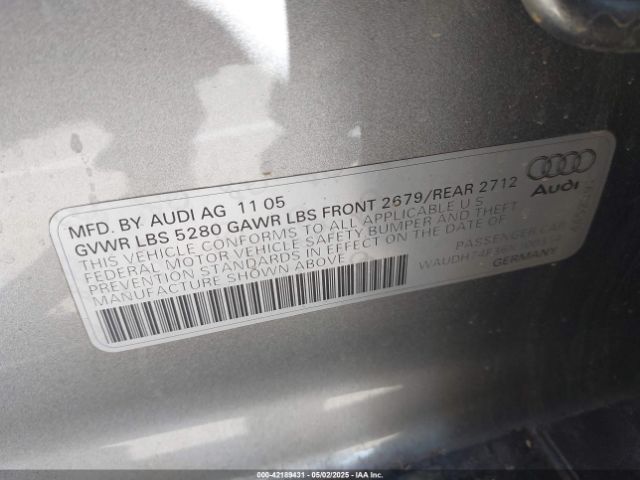 MFD. BY AUDI AG 11 05
GVWR LBS 5280 GAWR LBS FRONT 2679/REAR 2712
THIS VEHICLE CONFORMS TO ALL APPLICABLE U S
FEDERAL MOTOR VEHICLE SAFETY BUMPER AND THEFT
PREVENTION STANDARDS IN EFFECT ON THE DATE OF
MANUFACTURE SHOWN ABOVE
Audi
PASSENGER CAR
GERMANY
000-42189431 - 05/02/2025 - IAA Inc.